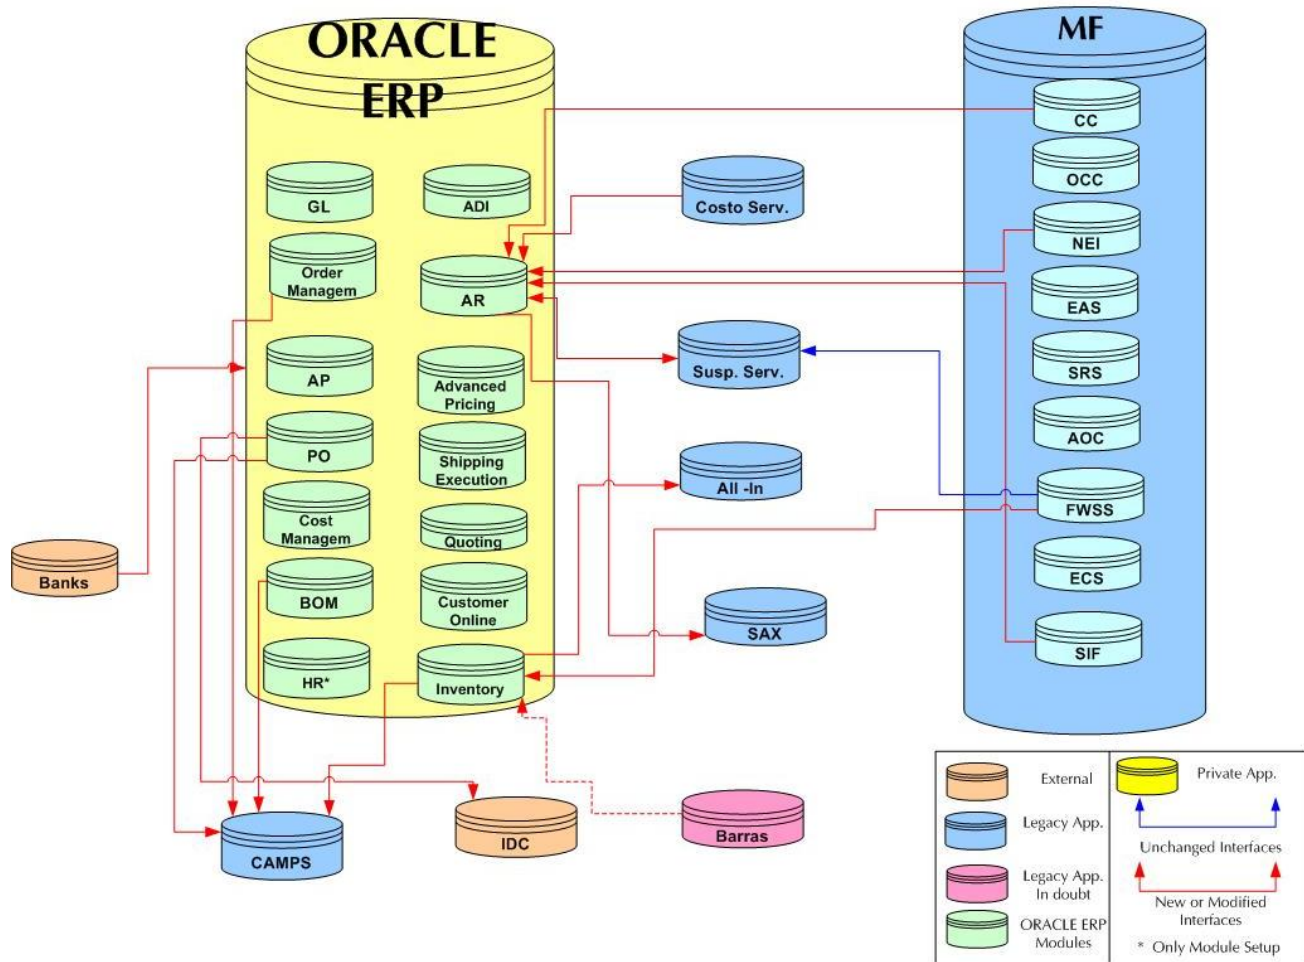 ORACLE
ERP
MF
CC
OCC
NEI
EAS
SRS
AOC
FWSS
ECS
SIF
GL
ADI
Order
Managem
AR
AP
Advanced
Pricing
PO
Shipping
Execution
Cost
Managem
Quoting
BOM
Customer
Online
HR*
Inventory
Costo Serv.
Susp. Serv.
All -In
SAX
Banks
CAMPS
IDC
Barras
External
Legacy App.
Legacy App.
In doubt
ORACLE ERP
Modules
Private App.
Unchanged Interfaces
New or Modified
Interfaces
* Only Module Setup